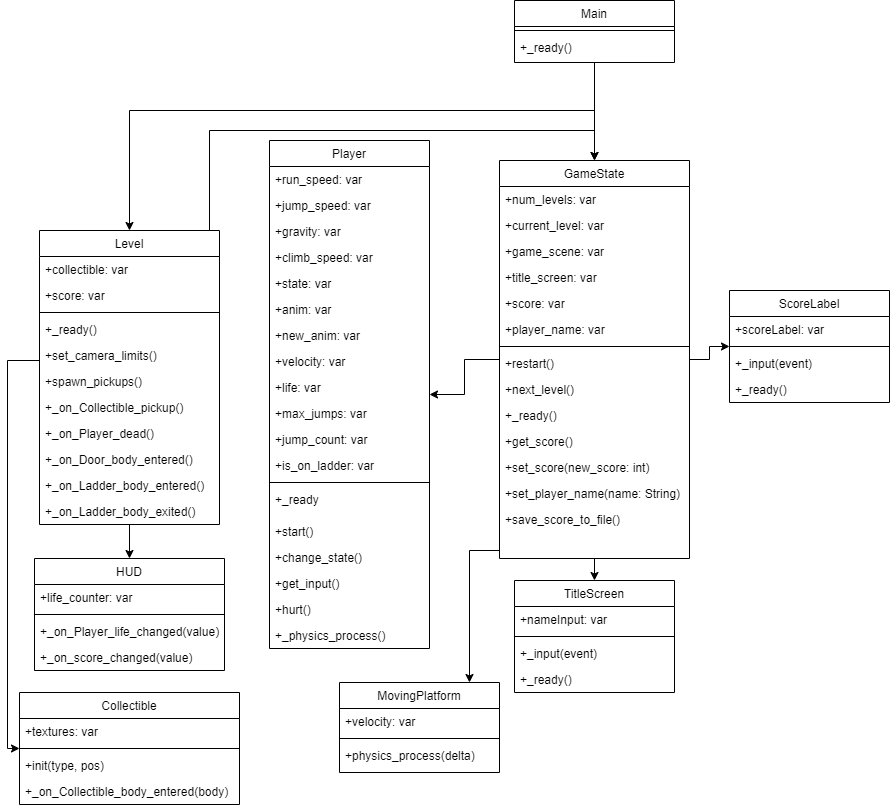 Main
+_ready()
Player
+run_speed: var
+jump_speed: var
+gravity: var
+climb_speed: var
+state: var
+anim: var
+new_anim: var
+velocity: var
+life: var
+max_jumps: var
+jump_count: var
+is_on_ladder: var
+_ready
+start()
+change_state()
+get_input()
+hurt()
+_physics_process()
GameState
+num_levels: var
+current_level: var
+game_scene: var
+title_screen: var
+score: var
+player_name: var
+restart()
+next_level()
+_ready()
+get_score()
+set_score(new_score: int)
+set_player_name(name: String)
+save_score_to_file()
Level
+collectible: var
+score: var
+_ready()
+set_camera_limits()
+spawn_pickups()
+_on_Collectible_pickup()
+_on_Player_dead()
+_on_Door_body_entered()
+_on_Ladder_body_entered()
+_on_Ladder_body_exited()
ScoreLabel
+scoreLabel: var
+_input(event)
+_ready()
HUD
+life_counter: var
+_on_Player_life_changed(value)
+_on_score_changed(value)
TitleScreen
+nameInput: var
+_input(event)
+_ready()
Collectible
+textures: var
+init(type, pos)
+_on_Collectible_body_entered(body)
MovingPlatform
+velocity: var
+physics_process(delta)